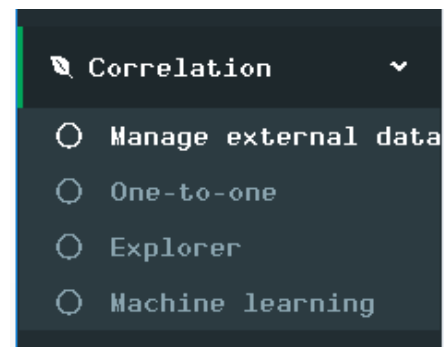 Correlation
Manage external data
One-to-one
Explorer
Machine learning